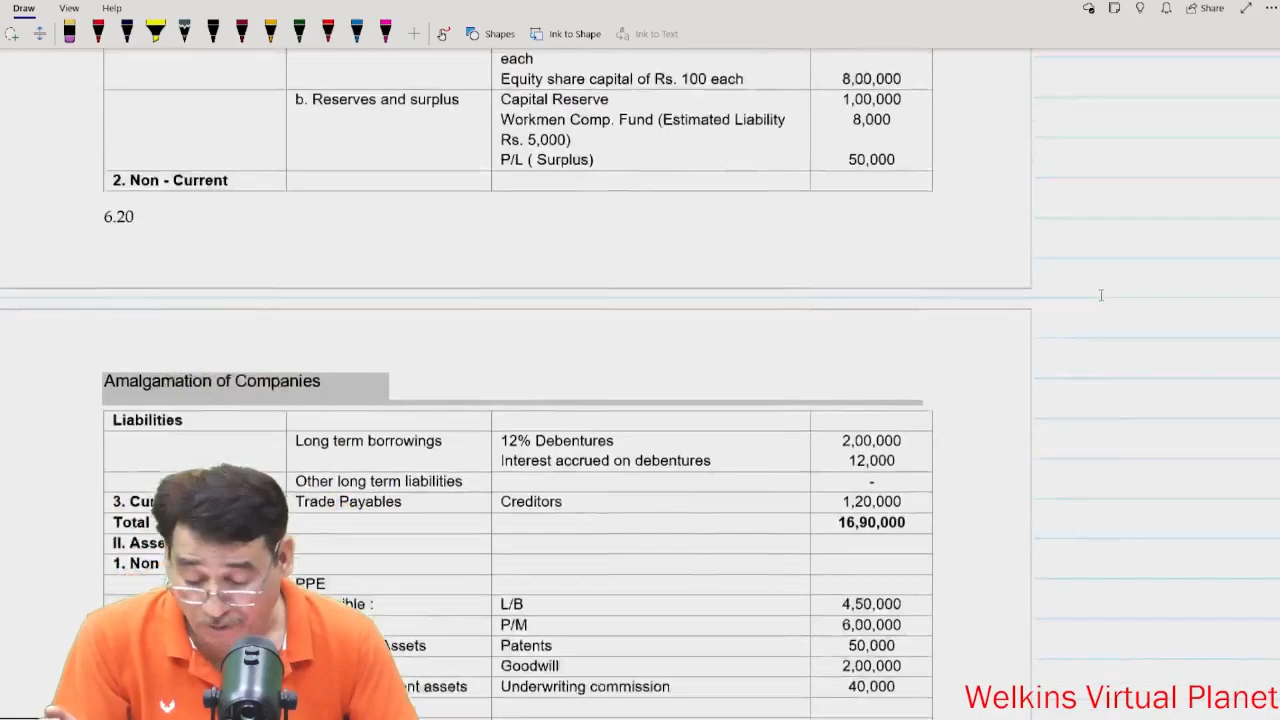 Draw View Help
Share
Shapes Ink to Shape Ink to Text
each
Equity share capital of Rs. 100 each 8,00,000
b. Reserves and surplus Capital Reserve 1,00,000
Workmen Comp. Fund (Estimated Liability 8,000
Rs. 5,000)
P/L ( Surplus) 50,000
2. Non - Current
6.20
Amalgamation of Companies
Liabilities
Long term borrowings 12% Debentures 2,00,000
Interest accrued on debentures 12,000
Other long term liabilities -
3. Trade Payables Creditors 1,20,000
Total 16,90,000
II.
1. Non
PPE
L/B 4,50,000
P/M 6,00,000
Patents 50,000
Goodwill 2,00,000
assets Underwriting commission 40,000
Welkins Virtual Planet